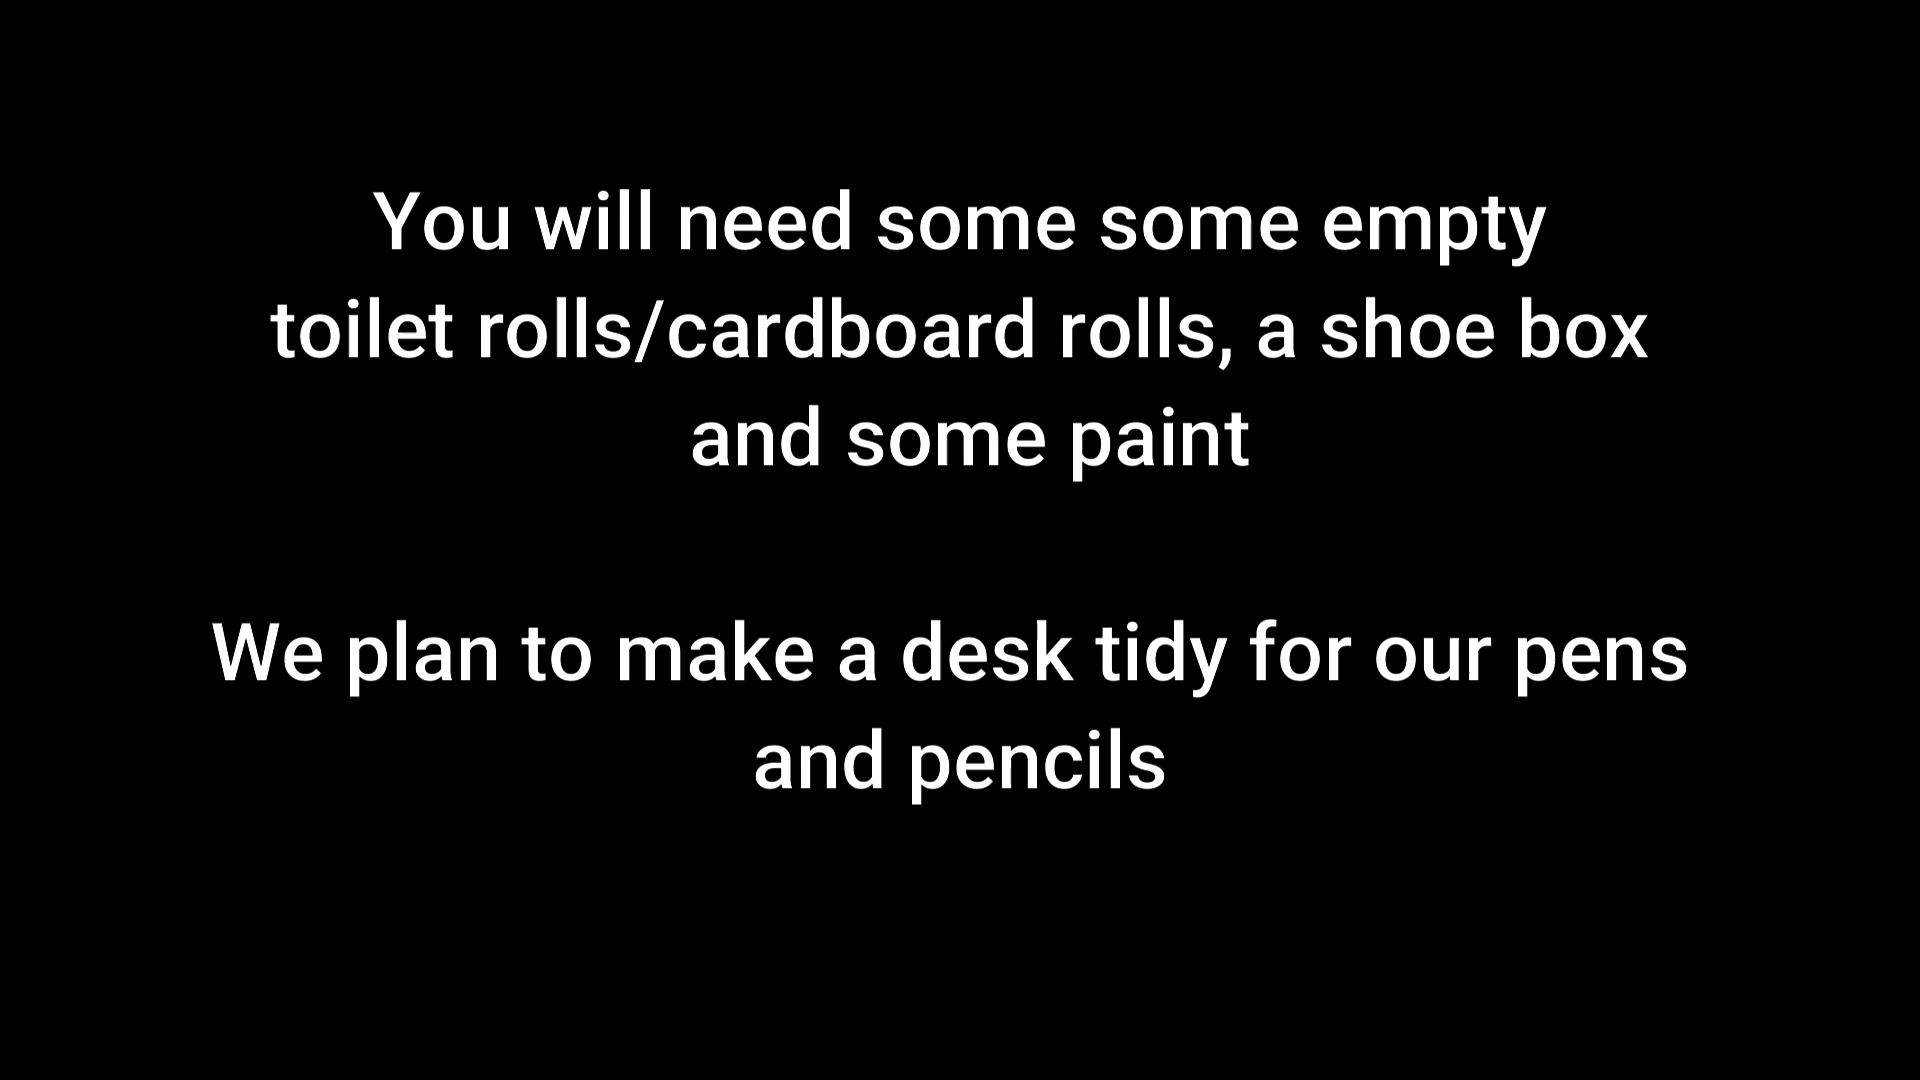 You will need some some empty
toilet rolls/cardboard rolls, a shoe box
and some paint
We plan to make a desk tidy for our pens
and pencils